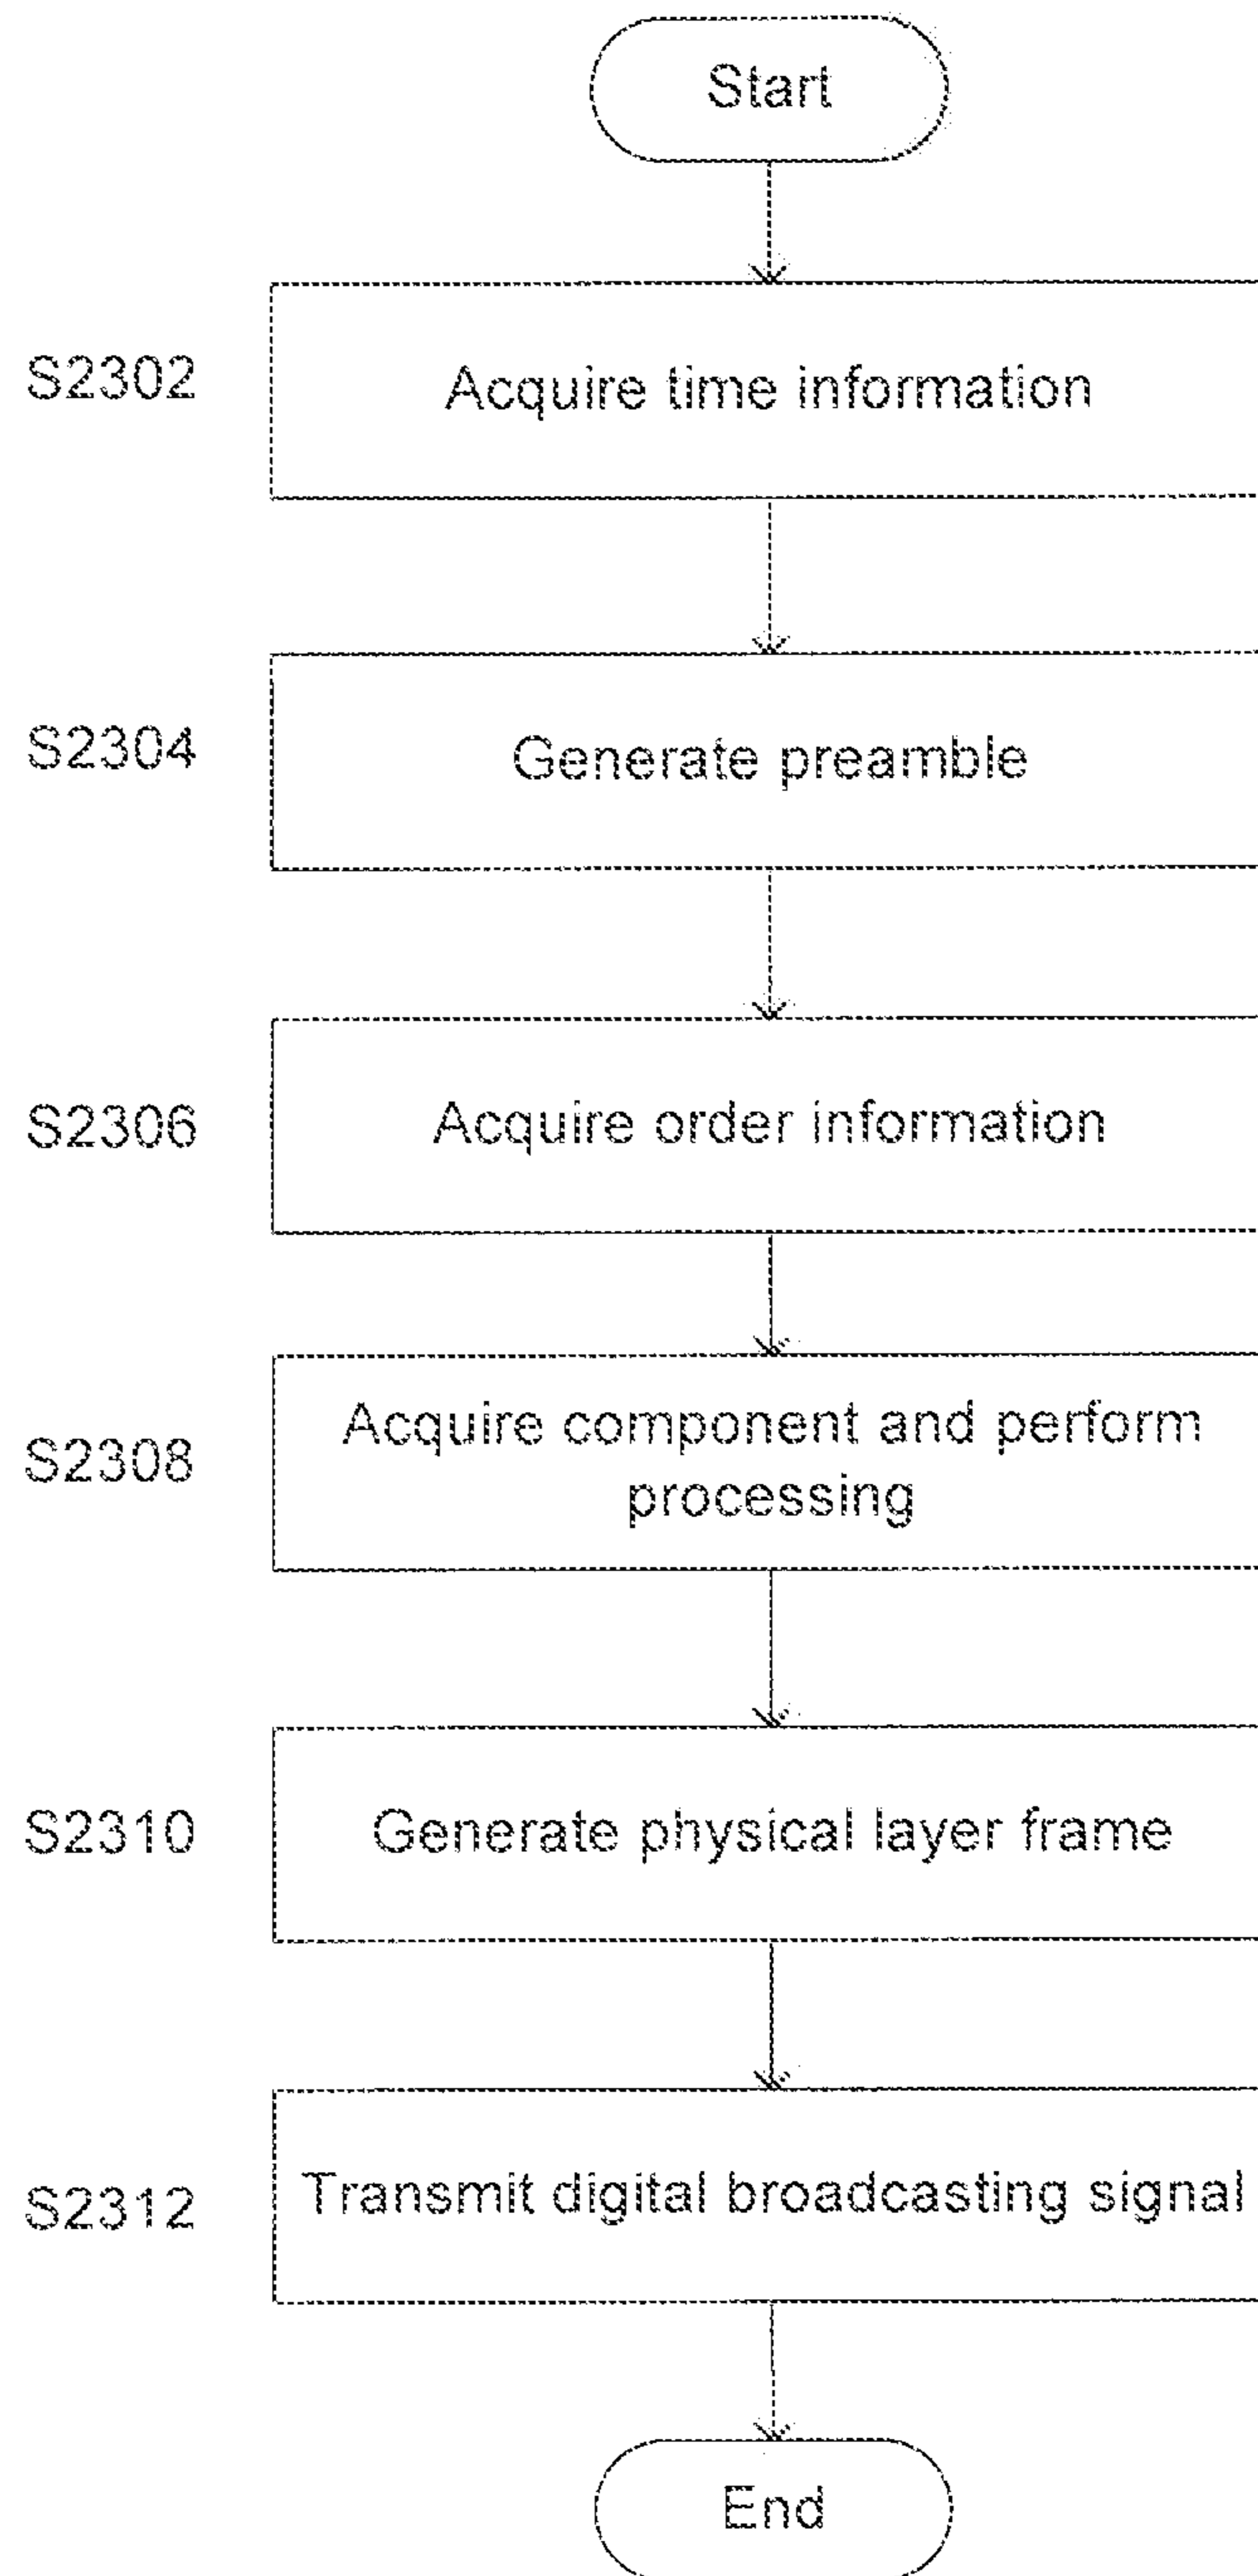 Start
S2302
Acquire time information
S2304
Generate preamble
S2306
Acquire order information
S2308
Acquire component and perform
processing
S2310
Generate physical layer frame
S2312
Transmit digital broadcasting signal
End